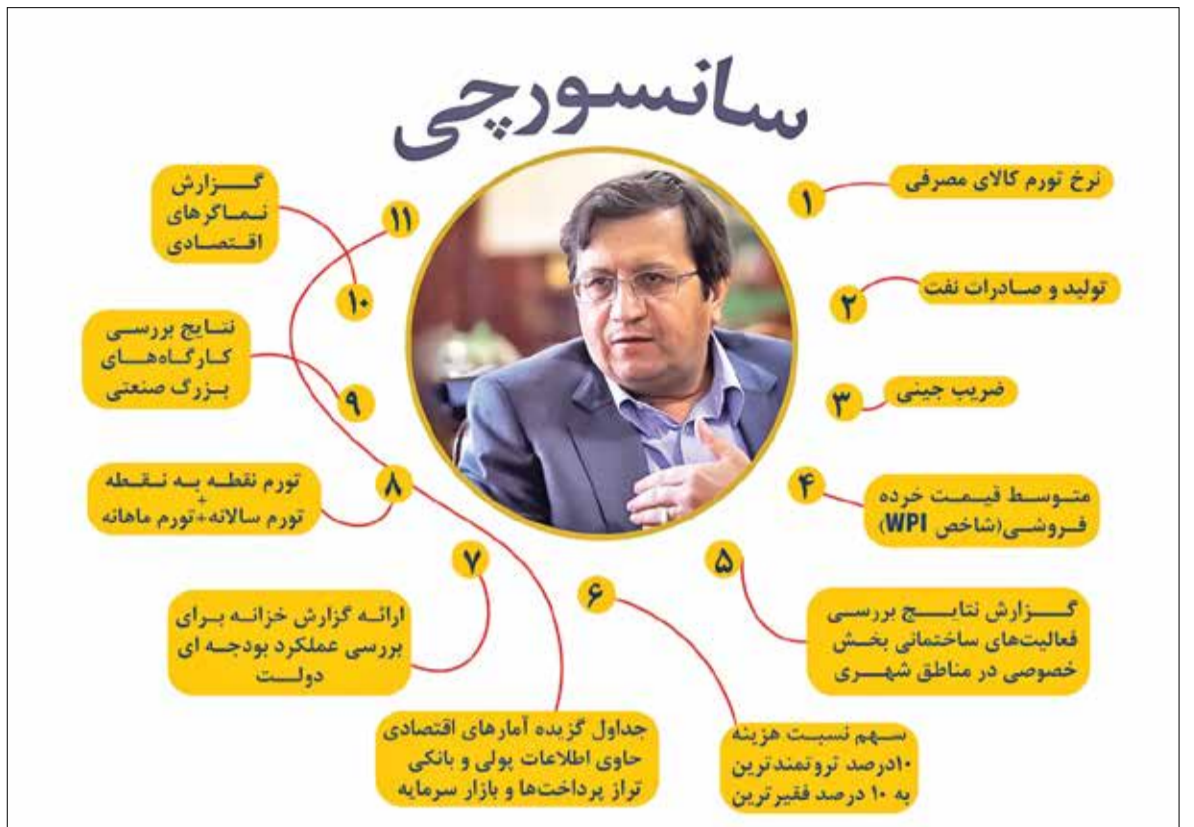 سانسورچی
۱
نرخ تورم کالای مصرفی
۲
تولید و صادرات نفت
۳
ضریب جینی
۴
متوسط قیمت خرده
فروشی(شاخص WPI)
۵
گزارش نتایج بررسی
فعالیت‌های ساختمانی بخش
خصوصی در مناطق شهری
۶
سهم نسبت هزینه
۱۰درصد ثروتمندترین
به ۱۰ درصد فقیرترین
۷
ارائه گزارش خزانه برای
بررسی عملکرد بودجه ای
دولت
۸
تورم نقطه به نقطه
+
تورم سالانه+تورم ماهانه
۹
نتایج بررسی
کارگاه‌های
بزرگ صنعتی
۱۰
گزارش
نماگرهای
اقتصادی
۱۱
جداول گزیده آمارهای اقتصادی
حاوی اطلاعات پولی و بانکی
تراز پرداخت‌ها و بازار سرمایه